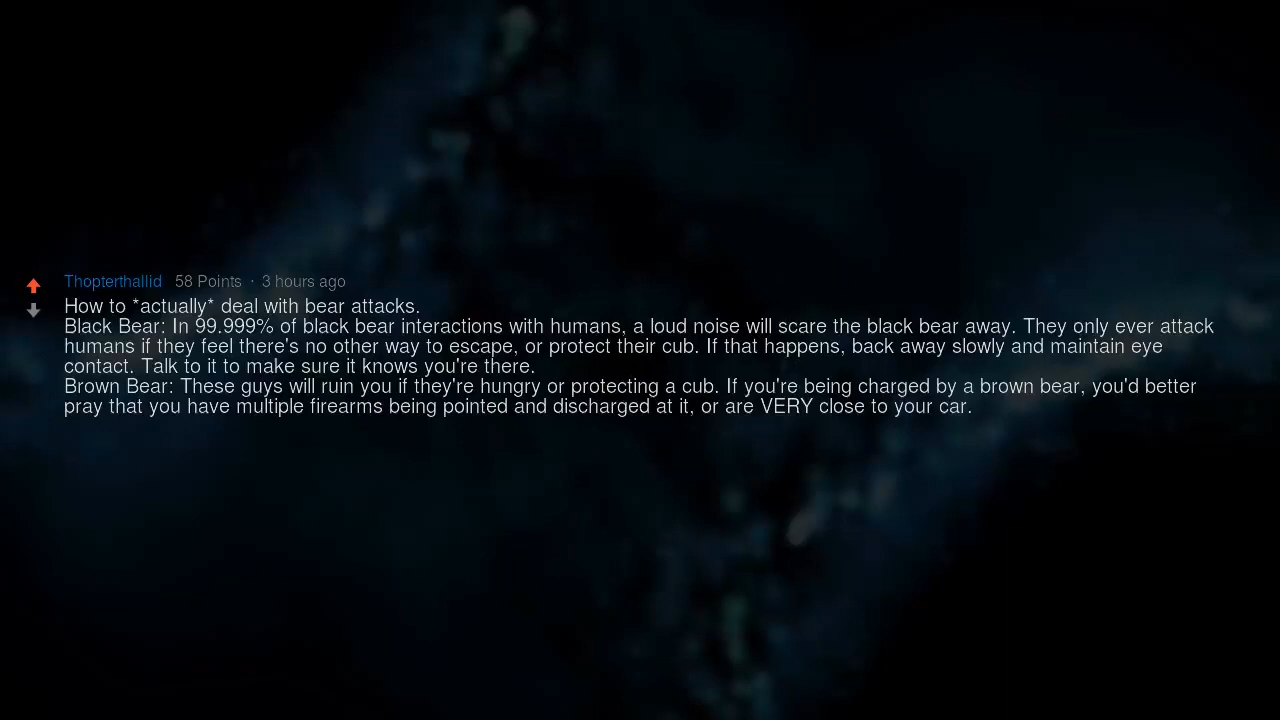 Thopterthallid 58 Points · 3 hours ago
How to *actually* deal with bear attacks.
Black Bear: In 99.999% of black bear interactions with humans, a loud noise will scare the black bear away. They only ever attack
humans if they feel there's no other way to escape, or protect their cub. If that happens, back away slowly and maintain eye
contact. Talk to it to make sure it knows you're there.
Brown Bear: These guys will ruin you if they're hungry or protecting a cub. If you're being charged by a brown bear, you'd better
pray that you have multiple firearms being pointed and discharged at it, or are VERY close to your car.